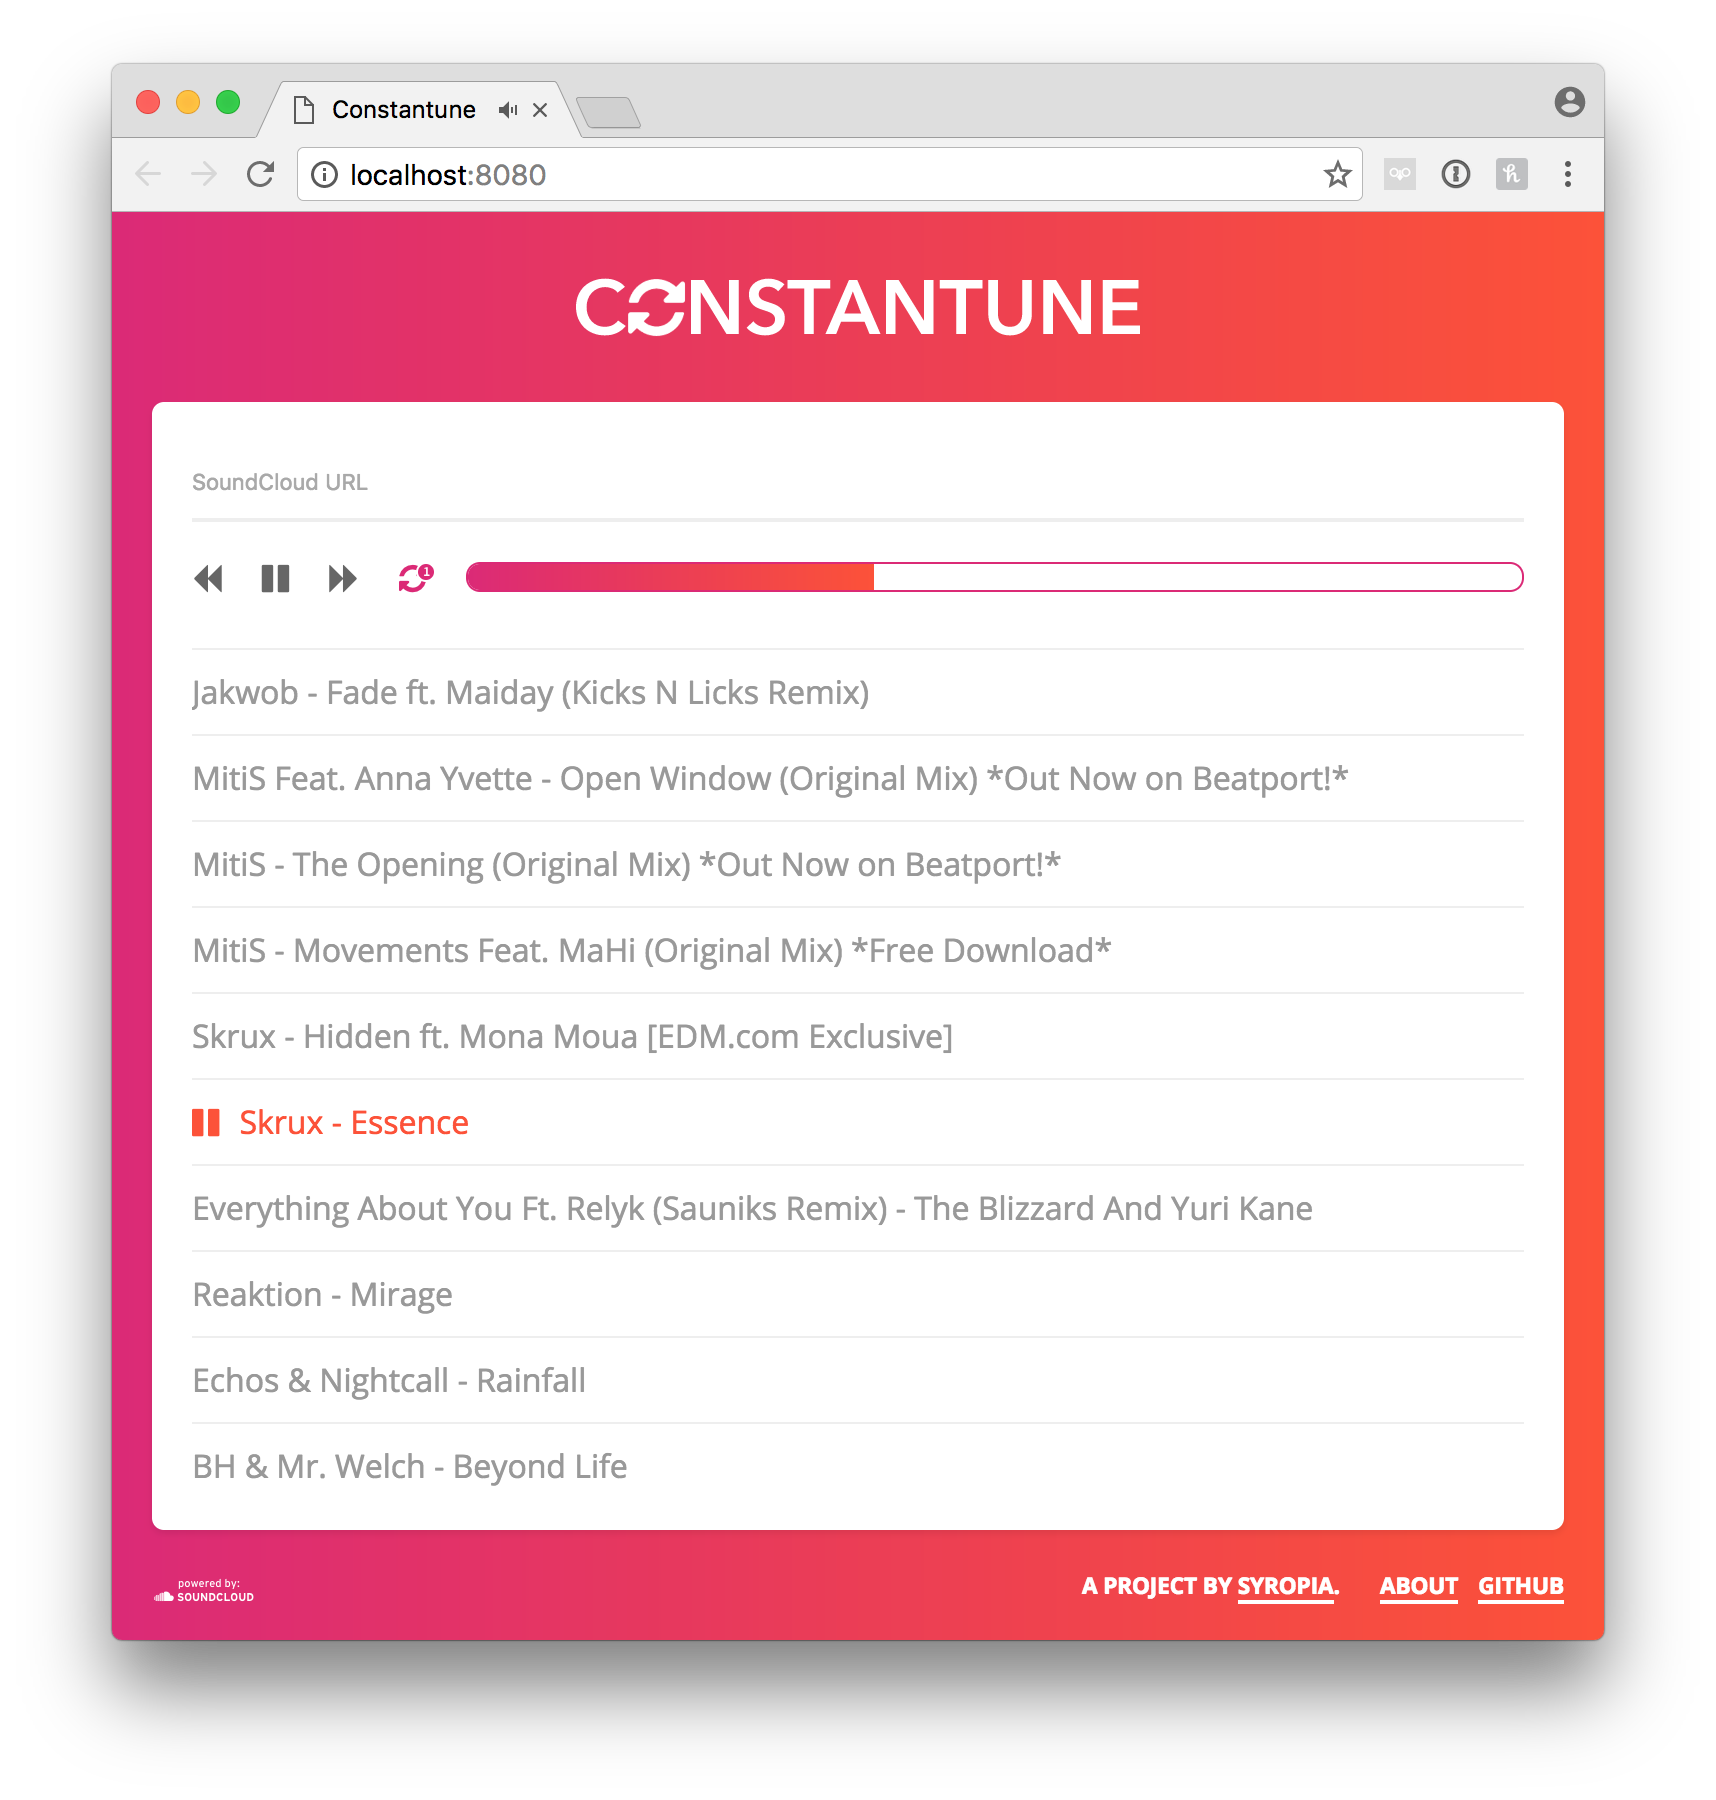 Constantune
localhost:8080
CONSTANTUNE
SoundCloud URL
1
Jakwob - Fade ft. Maiday (Kicks N Licks Remix)
MitiS Feat. Anna Yvette - Open Window (Original Mix) *Out Now on Beatport!*
MitiS - The Opening (Original Mix) *Out Now on Beatport!*
MitiS - Movements Feat. MaHi (Original Mix) *Free Download*
Skrux - Hidden ft. Mona Moua [EDM.com Exclusive]
Skrux - Essence
Everything About You Ft. Relyk (Sauniks Remix) - The Blizzard And Yuri Kane
Reaktion - Mirage
Echos & Nightcall - Rainfall
BH & Mr. Welch - Beyond Life
powered by:
SOUNDCLOUD
A PROJECT BY SYROPIA. ABOUT GITHUB